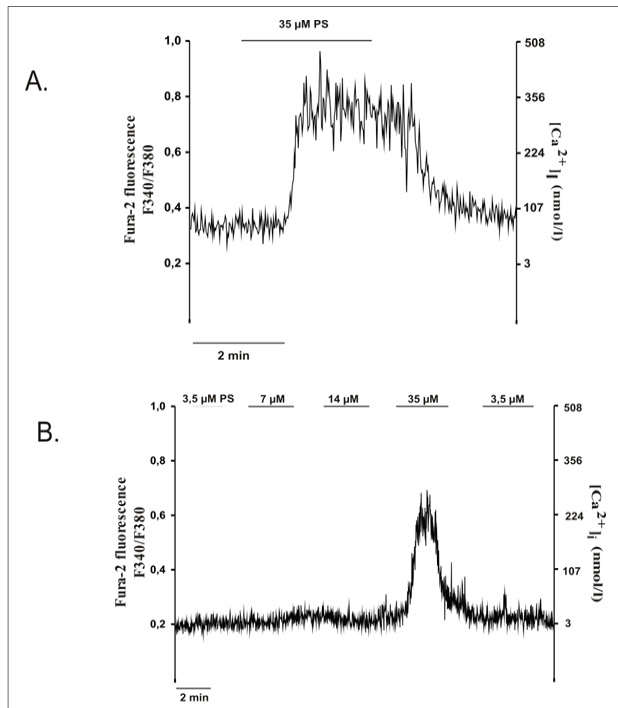 35 µM PS
A.
1,0
0,8
0,6
0,4
0,2
Fura-2 fluorescence
F340/F380
508
356
224
107
3
[Ca2+]I (nmol/l)
2 min
B.
3,5 µM PS 7 µM 14 µM 35 µM 3,5 µM
1,0
0,8
0,6
0,4
0,2
Fura-2 fluorescence
F340/F380
508
356
224
107
3
[Ca2+]i (nmol/l)
2 min